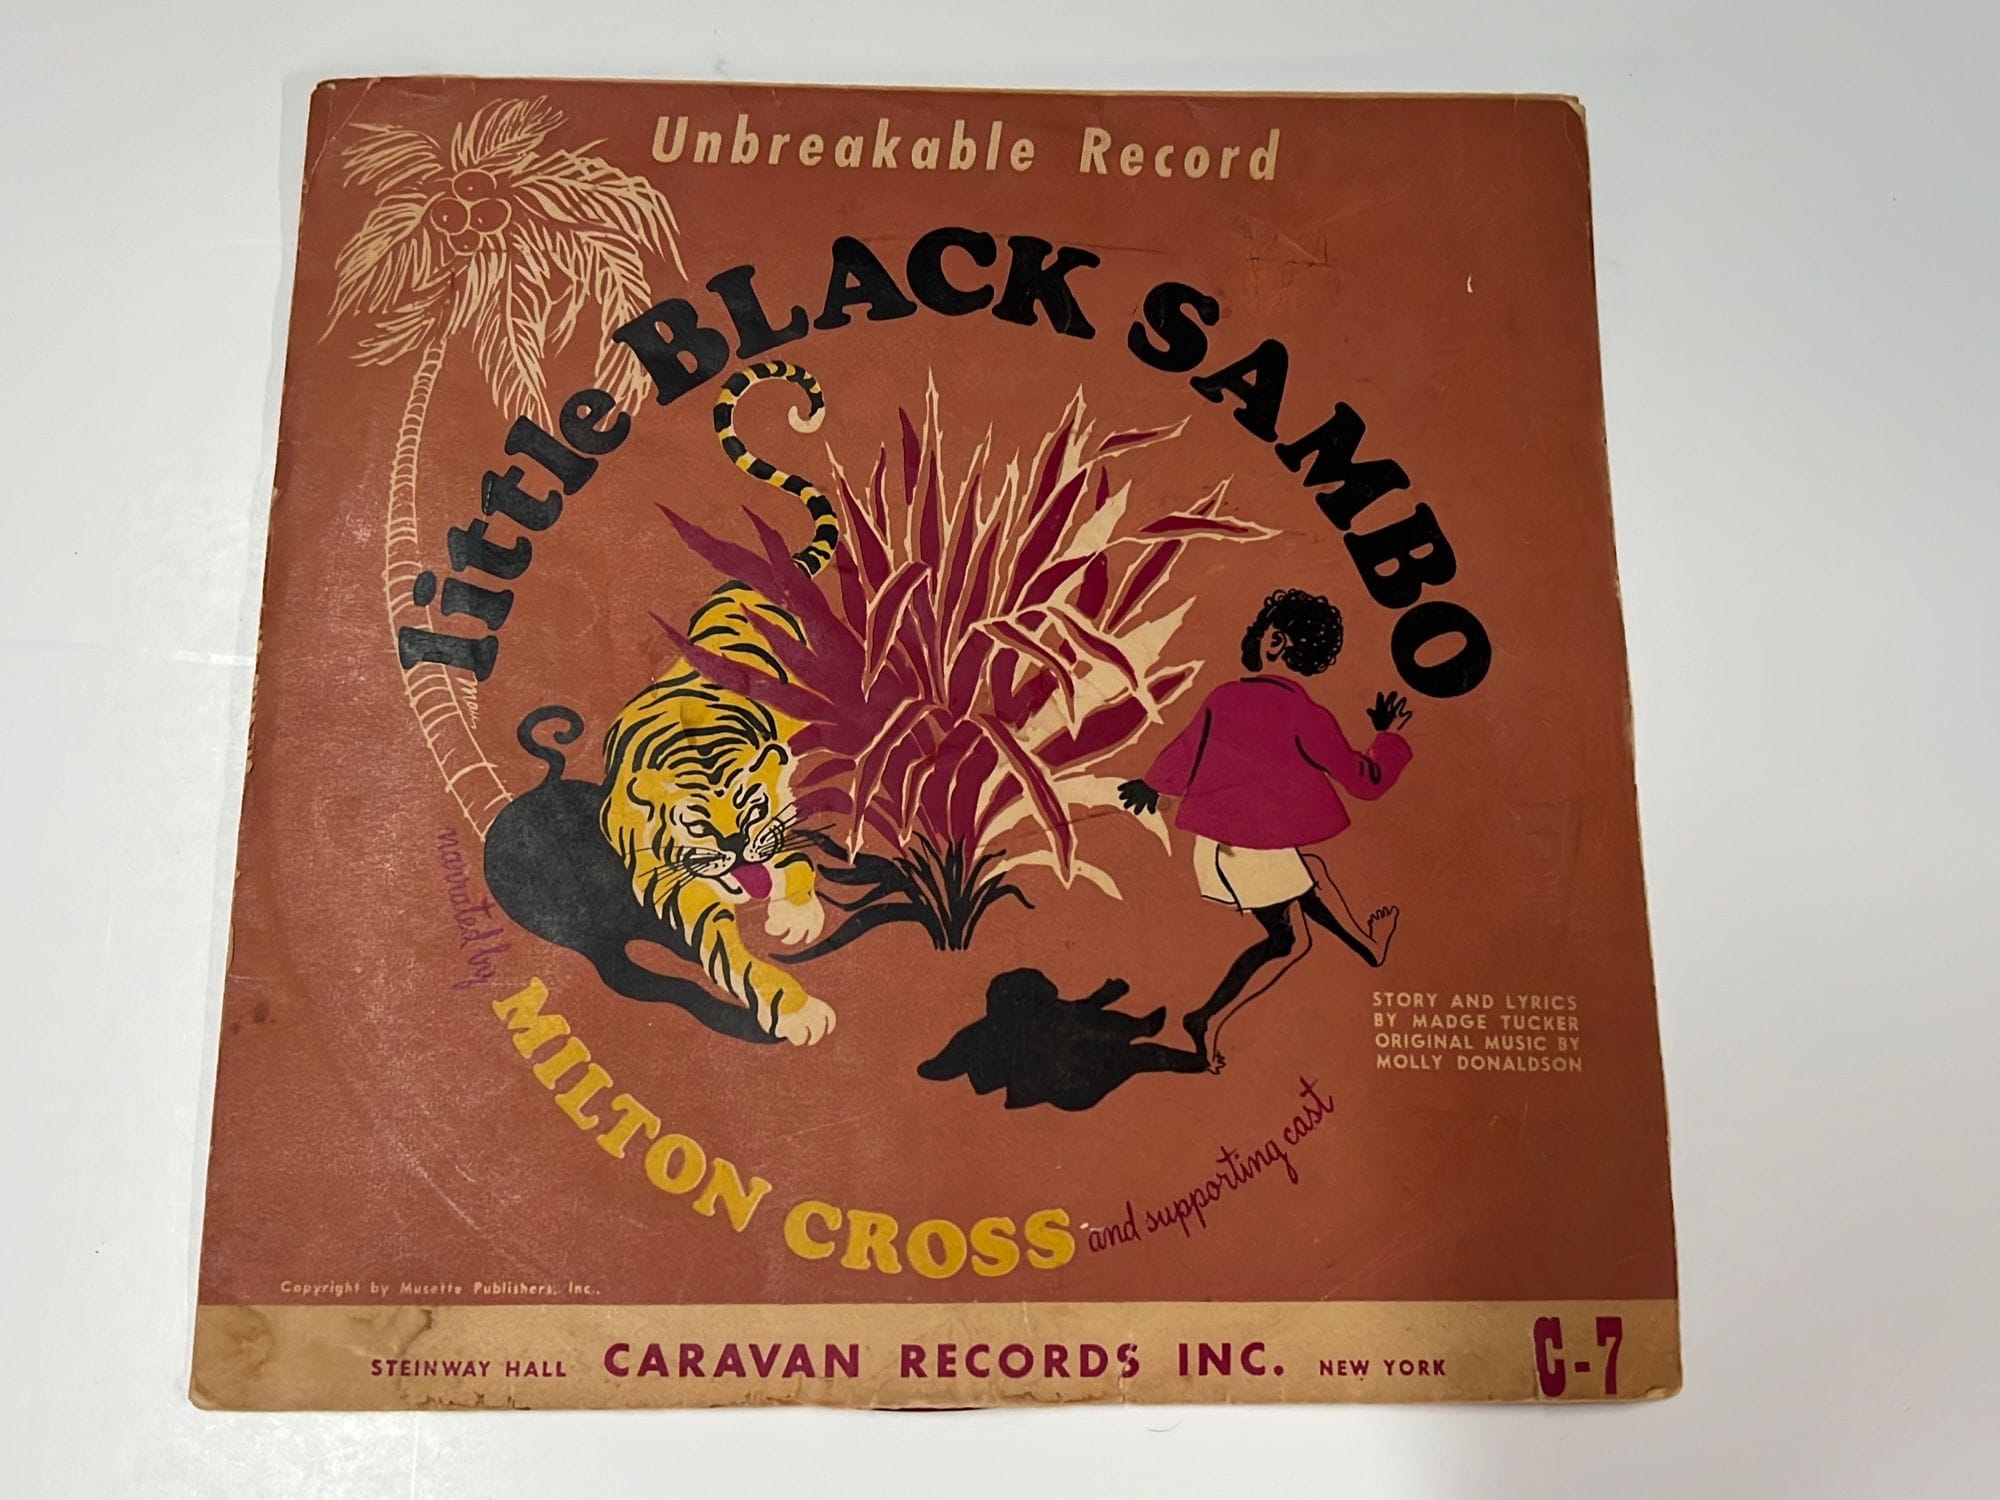 Unbreakable Record
little BLACK SAMBO
narrated by
MILTON CROSS and supporting cast
STORY AND LYRICS
BY MADGE TUCKER
ORIGINAL MUSIC BY
MOLLY DONALDSON
Copyright by Musette Publishers, Inc.
STEINWAY HALL CARAVAN RECORDS INC. NEW YORK C-7